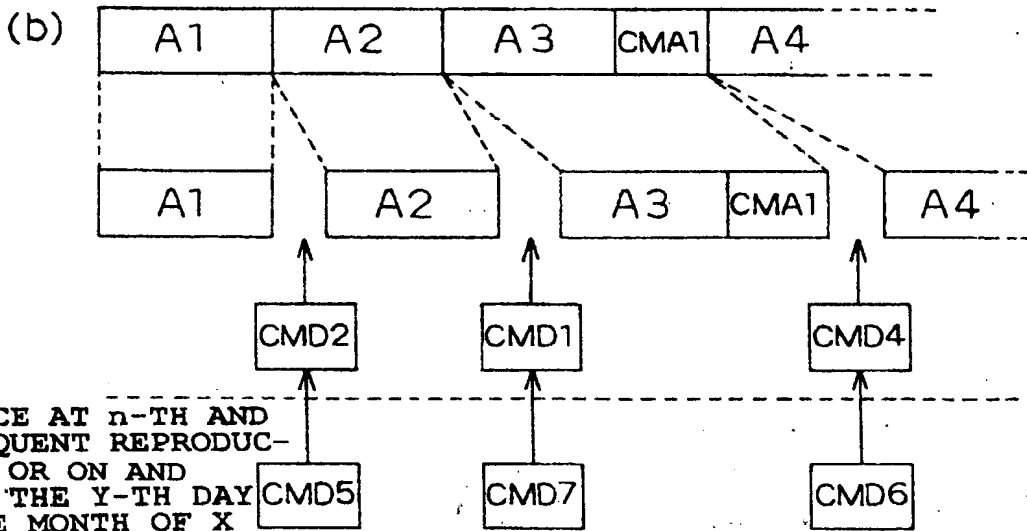 (b) A1 A2 A3 CMA1 A4
A1 A2 A3 CMA1 A4
CMD2 CMD1 CMD4
CE AT n-TH AND
QUENT REPRODUC-
OR ON AND
THE Y-TH DAY
E MONTH OF X
CMD5 CMD7 CMD6